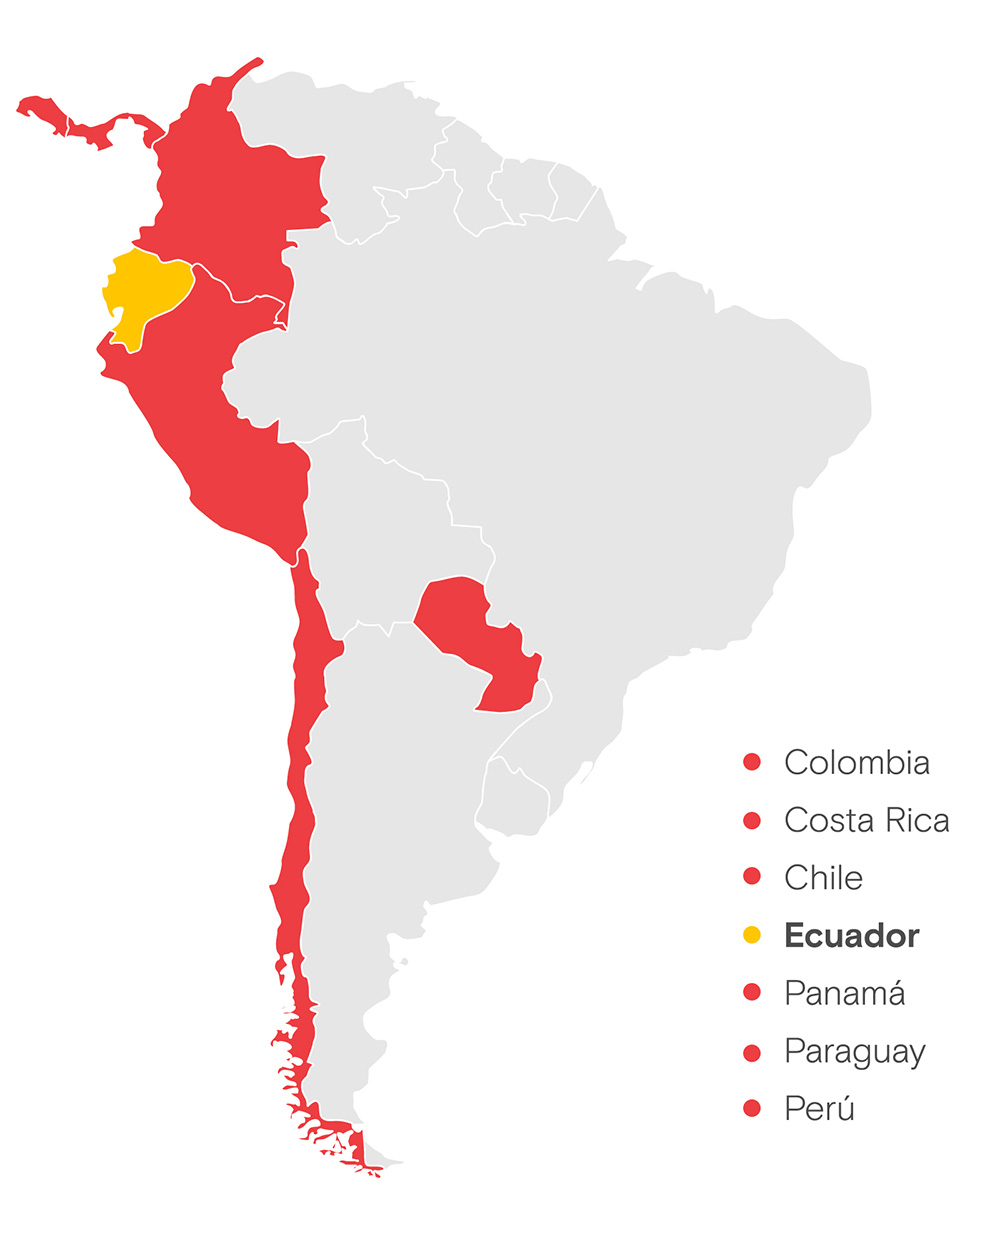 Colombia
Costa Rica
Chile
Ecuador
Panamá
Paraguay
Perú